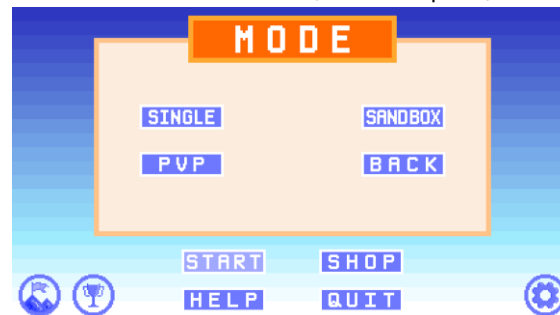 MODE
SINGLE SANDBOX
PVP BACK
START SHOP
HELP QUIT